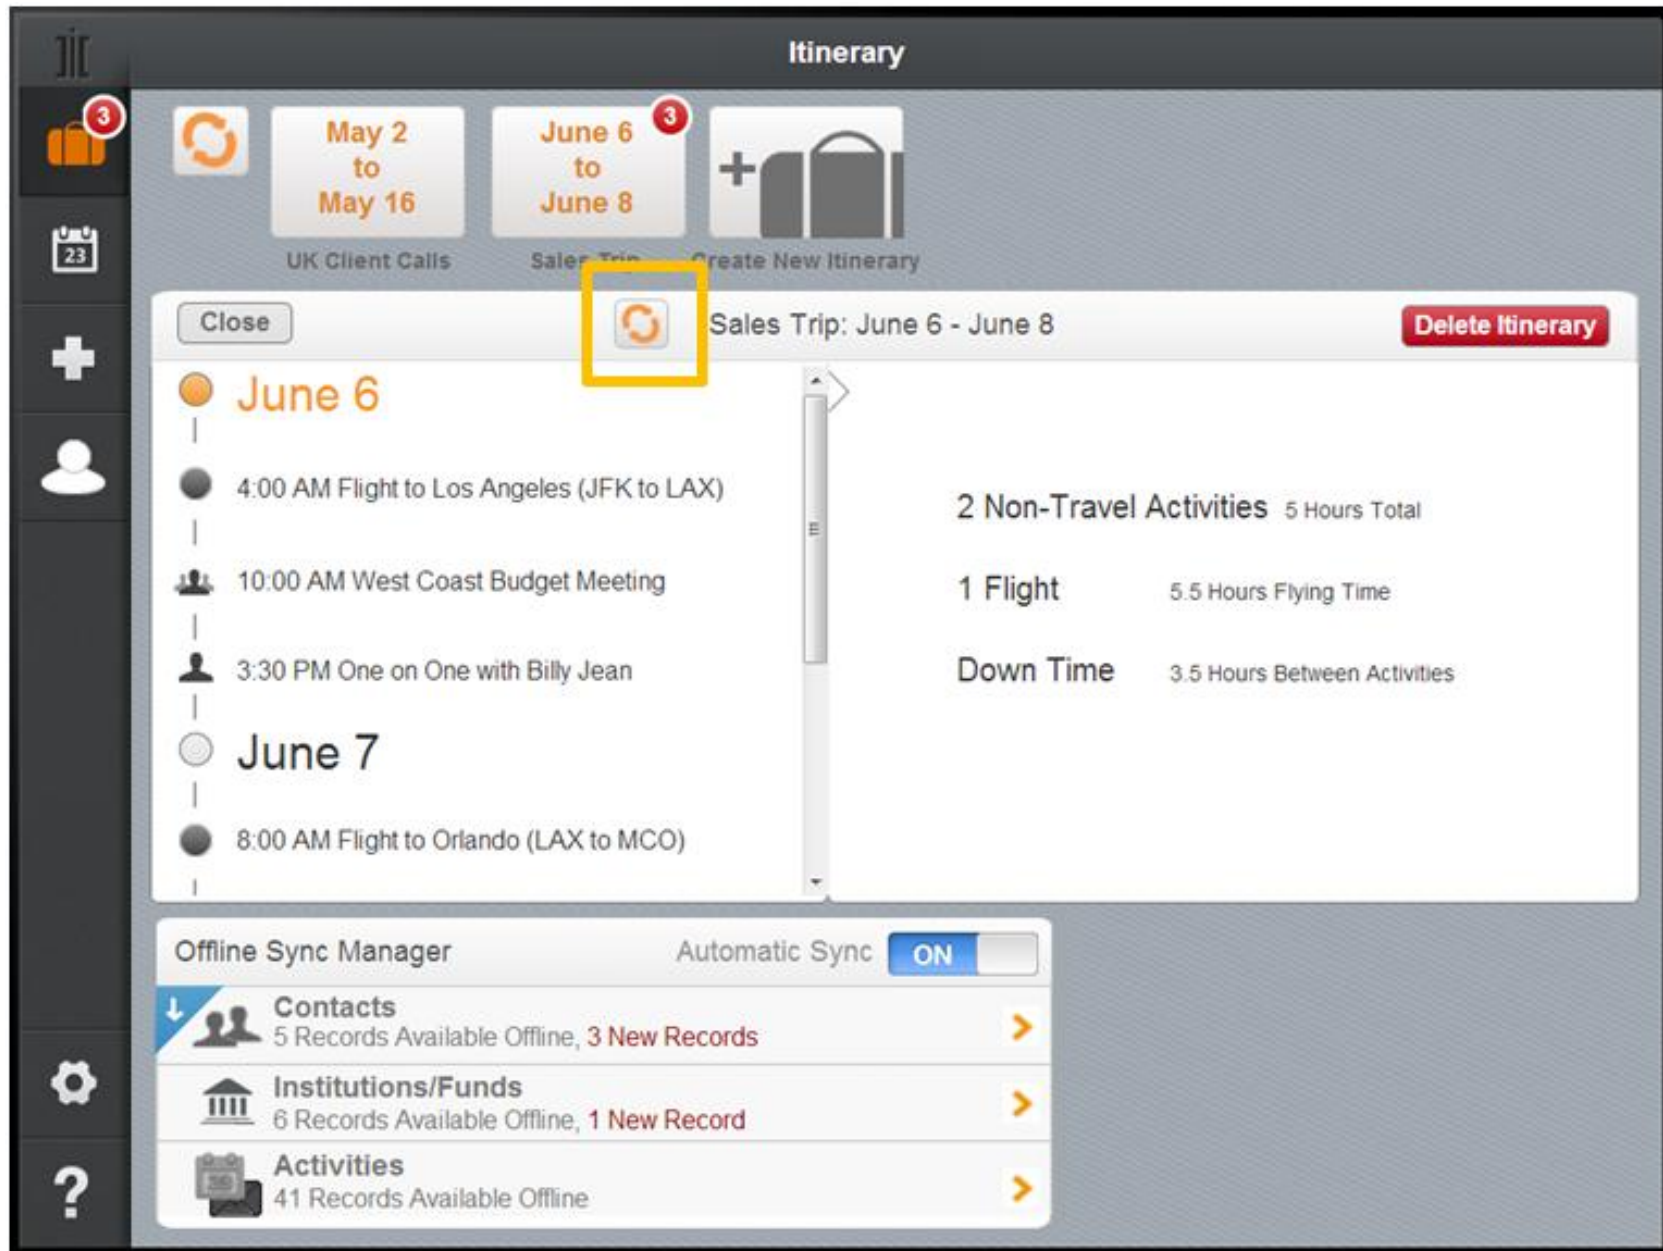 Itinerary
3
May 2
to
May 16
UK Client Calls
3
June 6
to
June 8
Sales Trip
+
Create New Itinerary
23
Close
Sales Trip: June 6 - June 8
Delete Itinerary
June 6
4:00 AM Flight to Los Angeles (JFK to LAX)
10:00 AM West Coast Budget Meeting
3:30 PM One on One with Billy Jean
June 7
8:00 AM Flight to Orlando (LAX to MCO)
2 Non-Travel Activities 5 Hours Total
1 Flight 5.5 Hours Flying Time
Down Time 3.5 Hours Between Activities
Offline Sync Manager
Automatic Sync ON
Contacts
5 Records Available Offline, 3 New Records
Institutions/Funds
6 Records Available Offline, 1 New Record
Activities
41 Records Available Offline
?